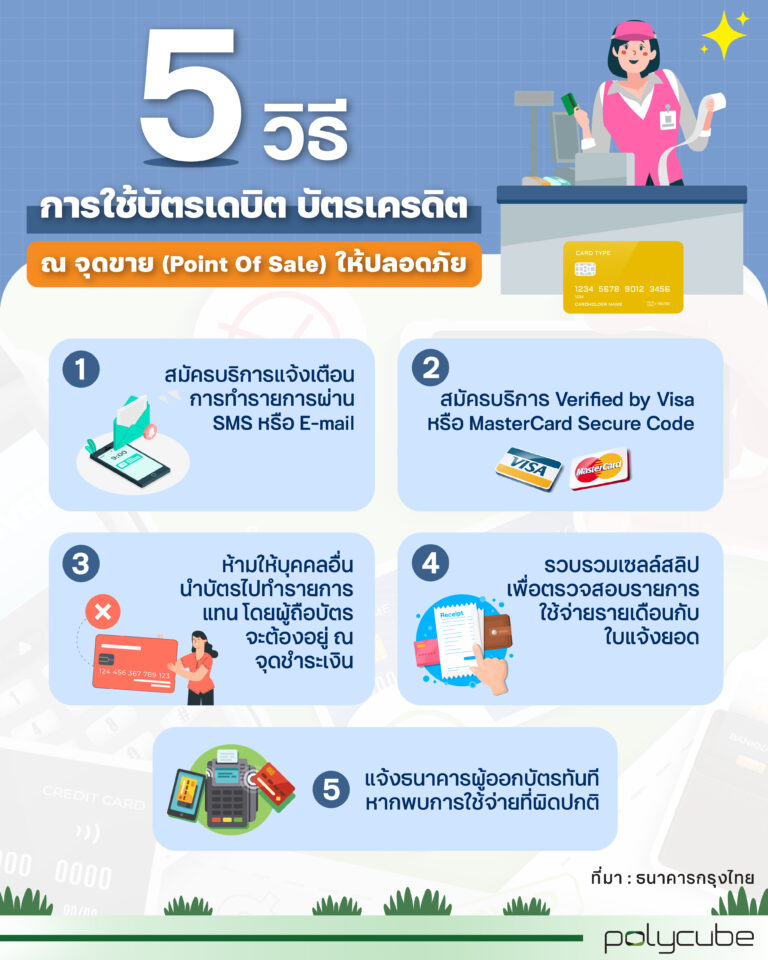 5 วิธี
การใช้บัตรเดบิต บัตรเครดิต
ณ จุดขาย (Point Of Sale) ให้ปลอดภัย
CARD TYPE
1234 5678 9012 3456
1234
CARDHOLDER NAME
1
สมัครบริการแจ้งเตือน
การทำรายการผ่าน
SMS หรือ E-mail
9:00
2
สมัครบริการ Verified by Visa
หรือ MasterCard Secure Code
VISA
MasterCard
3
ห้ามให้บุคคลอื่น
นำบัตรไปทำรายการ
แทน โดยผู้ถือบัตร
จะต้องอยู่ ณ
จุดชำระเงิน
124 456 367 789 123
4
รวบรวมเซลล์สลิป
เพื่อตรวจสอบรายการ
ใช้จ่ายรายเดือนกับ
ใบแจ้งยอด
Receipt
5
แจ้งธนาคารผู้ออกบัตรทันที
หากพบการใช้จ่ายที่ผิดปกติ
CREDIT CARD
000 0000
00/00
ที่มา : ธนาคารกรุงไทย
polycube